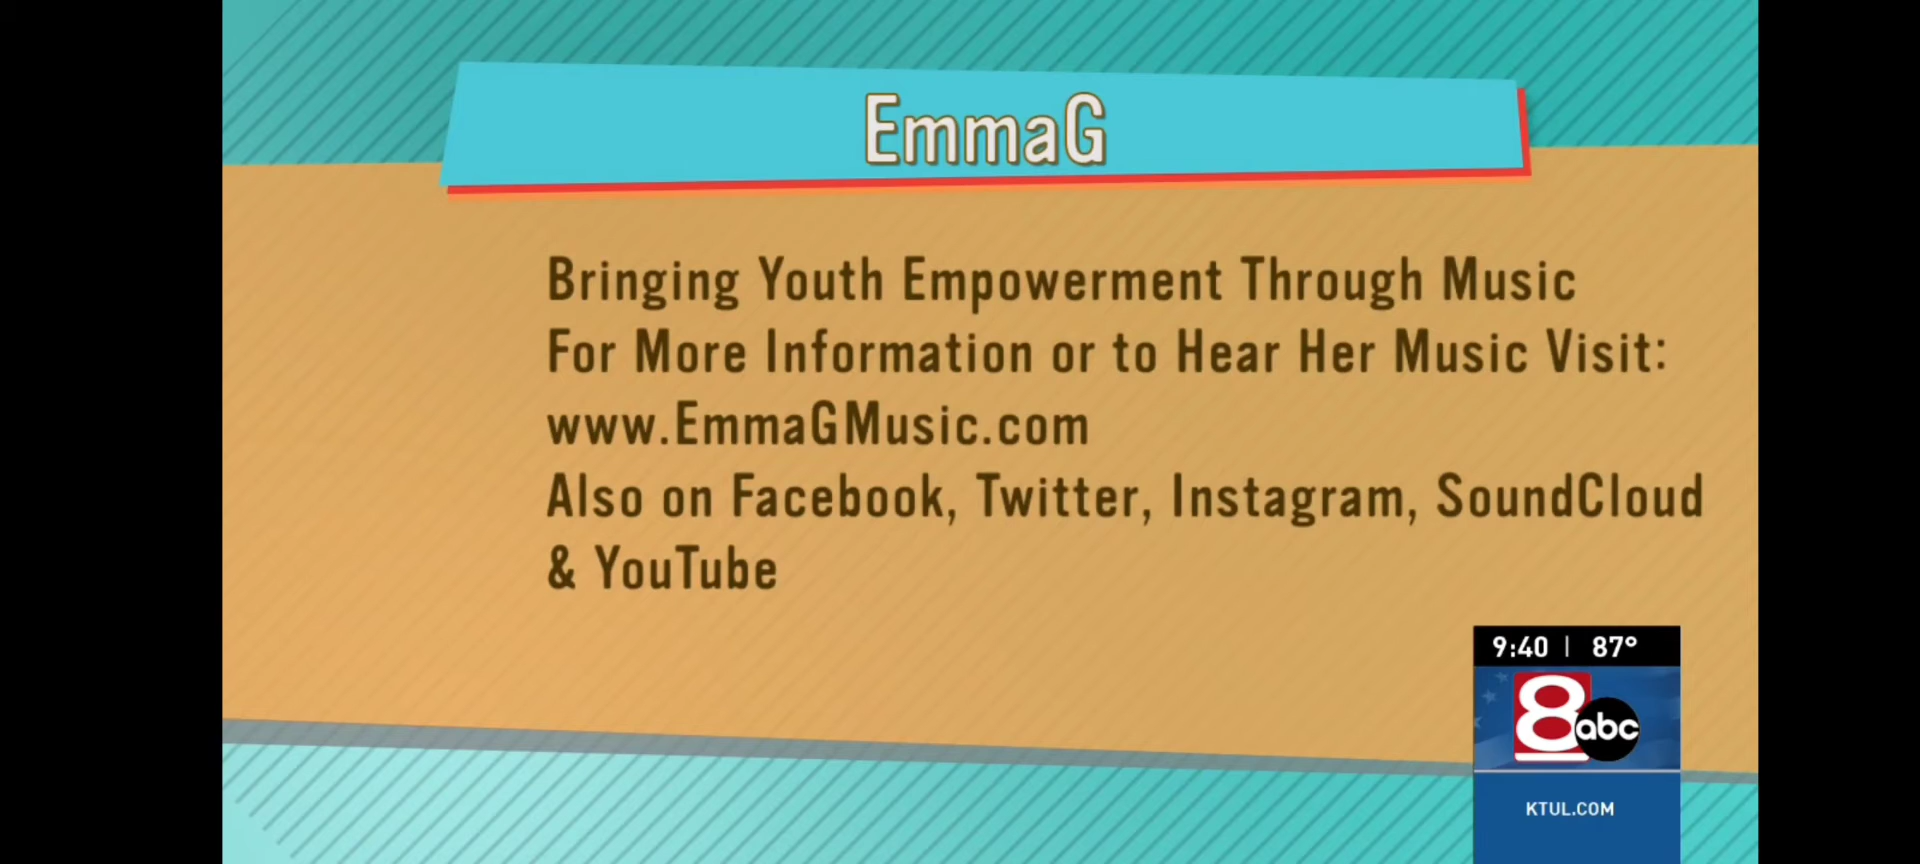 EmmaG
Bringing Youth Empowerment Through Music
For More Information or to Hear Her Music Visit:
www.EmmaGMusic.com
Also on Facebook, Twitter, Instagram, SoundCloud
& YouTube
9:40 | 87°
8 abc
KTUL.COM